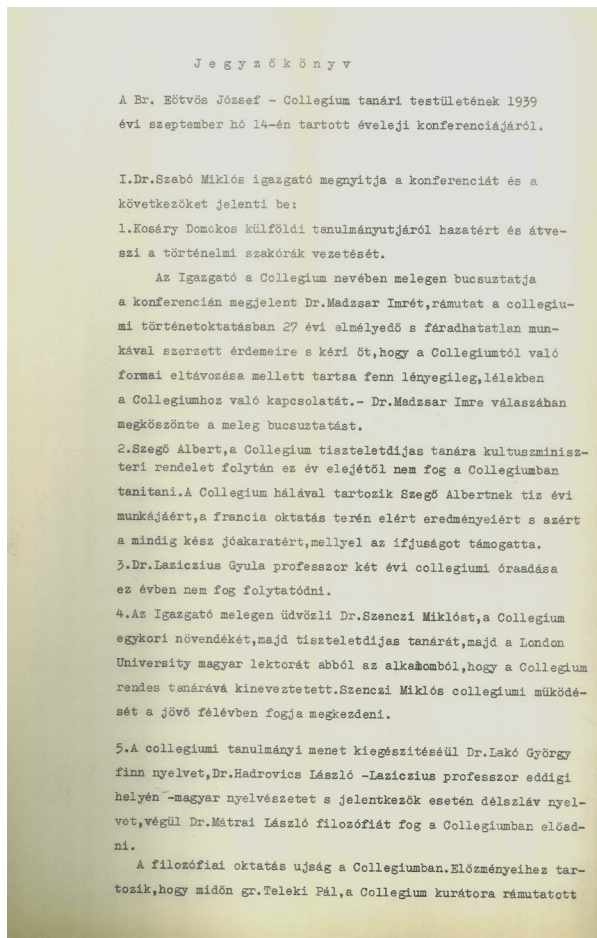 J e g y z ő k ö n y v
A Br. Eötvös József - Collegium tanári testületének 1939
évi szeptember hó 14-én tartott éveleji konferenciájáról.
I.Dr.Szabó Miklós igazgató megnyitja a konferenciát és a
következőket jelenti be:
1.Kosáry Domokos külföldi tanulmányutjáról hazatért és átve-
szi a történelmi szakórák vezetését.
Az Igazgató a Collegium nevében melegen bucsuztatja
a konferencián megjelent Dr.Madzsar Imrét,rámutat a collegiu-
mi történetoktatásban 27 évi elmélyedő s fáradhatatlan mun-
kával szerzett érdemeire s kéri őt,hogy a Collegiumtól való
formai eltávozása mellett tartsa fenn lényegileg,lélekben
a Collegiumhoz való kapcsolatát.- Dr.Madzsar Imre válaszában
megköszönte a meleg bucsuztatást.
2.Szegő Albert,a Collegium tiszteletdijas tanára kultuszminisz-
teri rendelet folytán ez év elejétől nem fog a Collegiumban
tanitani.A Collegium hálával tartozik Szegő Albertnek tiz évi
munkájáért,a francia oktatás terén elért eredményeiért s azért
a mindig kész jóakaratért,mellyel az ifjuságot támogatta.
3.Dr.Laziczius Gyula professzor két évi collegiumi óraadása
ez évben nem fog folytatódni.
4.Az Igazgató melegen üdvözli Dr.Szenczi Miklóst,a Collegium
egykori növendékét,majd tiszteletdijas tanárát,majd a London
University magyar lektorát abból az alkalomból,hogy a Collegium
rendes tanárává kineveztetett.Szenczi Miklós collegiumi müködé-
sét a jövő félévben fogja megkezdeni.
5.A collegiumi tanulmányi menet kiegészitéséül Dr.Lakó György
finn nyelvet,Dr.Hadrovics László -Laziczius professzor eddigi
helyén -magyar nyelvészetet s jelentkezők esetén délszláv nyel-
vet,végül Dr.Mátrai László filozófiát fog a Collegiumban előad-
ni.
A filozófiai oktatás ujság a Collegiumban.Előzményeihez tar-
tozik,hogy midőn gr.Teleki Pál,a Collegium kurátora rámutatott